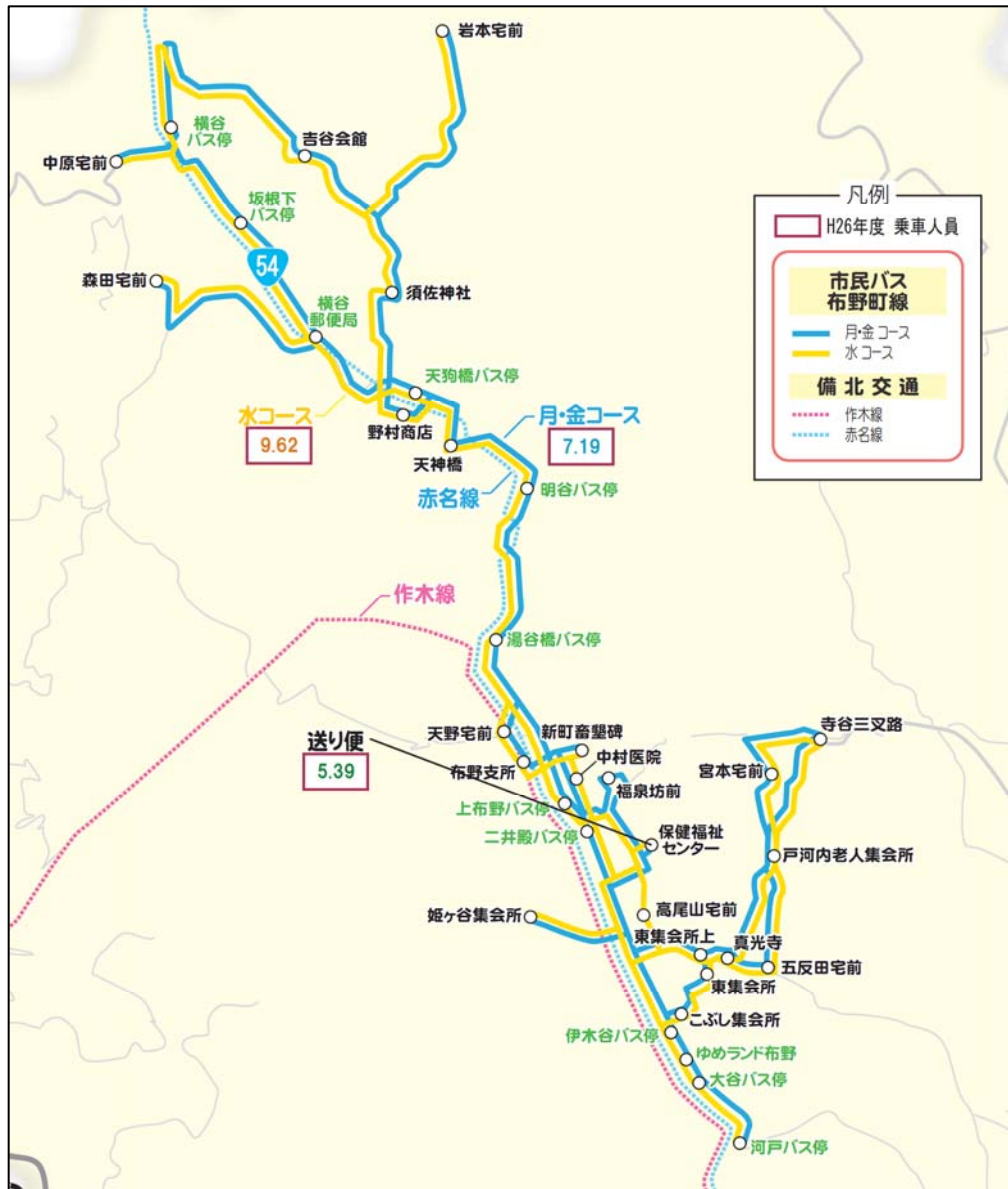 岩本宅前
横谷
バス停
吉谷会館
中原宅前
坂根下
バス停
54
森田宅前
須佐神社
横谷
郵便局
天狗橋バス停
水コース
9.62
野村商店
天神橋
月・金コース
7.19
赤名線
明谷バス停
凡例
H26年度 乗車人員
市民バス
布野町線
月・金 コース
水 コース
備北交通
作木線
赤名線
作木線
湯谷橋バス停
天野宅前
新町畜墾碑
寺谷三叉路
送り便
5.39
布野支所
中村医院
宮本宅前
福泉坊前
上布野バス停
二井殿バス停
保健福祉
センター
戸河内老人集会所
姫ヶ谷集会所
高尾山宅前
東集会所上
真光寺
五反田宅前
東集会所
こぶし集会所
伊木谷バス停
ゆめランド布野
大谷バス停
河戸バス停